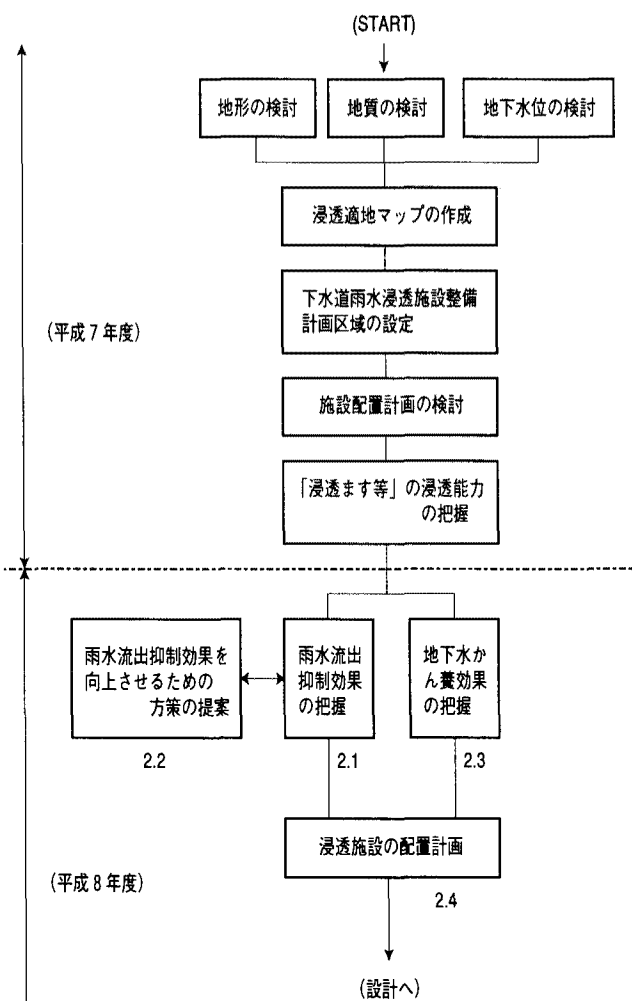 (START)
地形の検討
地質の検討
地下水位の検討
浸透適地マップの作成
下水道雨水浸透施設整備
計画区域の設定
(平成7年度)
施設配置計画の検討
「浸透ます等」の浸透能力
の把握
雨水流出抑制効果を
向上させるための
方策の提案
2.2
雨水流出
抑制効果
の把握
2.1
地下水か
ん養効果
の把握
2.3
浸透施設の配置計画
2.4
(平成8年度)
(設計へ)